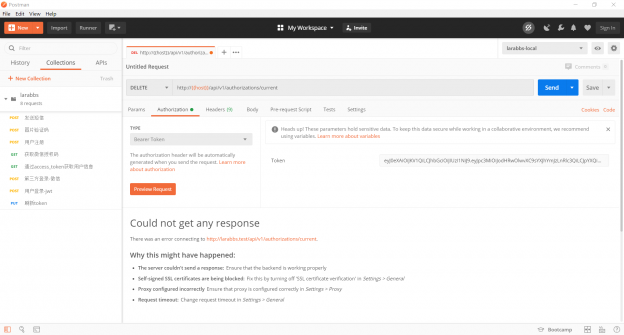 Postman
File Edit View Help
New
Import
Runner
My Workspace
Invite
Sign In
Filter
History
Collections
APIs
New Collection
Trash
larabbs
8 requests
POST 发送短信
POST 图片验证码
POST 用户注册
GET 获取微信授权码
GET 通过access_token获取用户信息
POST 第三方登录-微信
POST 用户登录-jwt
PUT 刷新token
DEL http://{{host}}/api/v1/authorizatio...
larabbs-local
Untitled Request
Comments
DELETE
http://{{host}}/api/v1/authorizations/current
Send
Save
Params
Authorization
Headers (9)
Body
Pre-request Script
Tests
Settings
Cookies
Code
TYPE
Bearer Token
The authorization header will be automatically
generated when you send the request. Learn more
about authorization
Preview Request
Heads up! These parameters hold sensitive data. To keep this data secure while working in a collaborative environment, we recommend
using variables. Learn more about variables
Token
Could not get any response
There was an error connecting to http://larabbs.test/api/v1/authorizations/current.
Why this might have happened:
The server couldn't send a response: Ensure that the backend is working properly
Self-signed SSL certificates are being blocked: Fix this by turning off 'SSL certificate verification' in Settings > General
Proxy configured incorrectly Ensure that proxy is configured correctly in Settings > Proxy
Request timeout: Change request timeout in Settings > General
Bootcamp